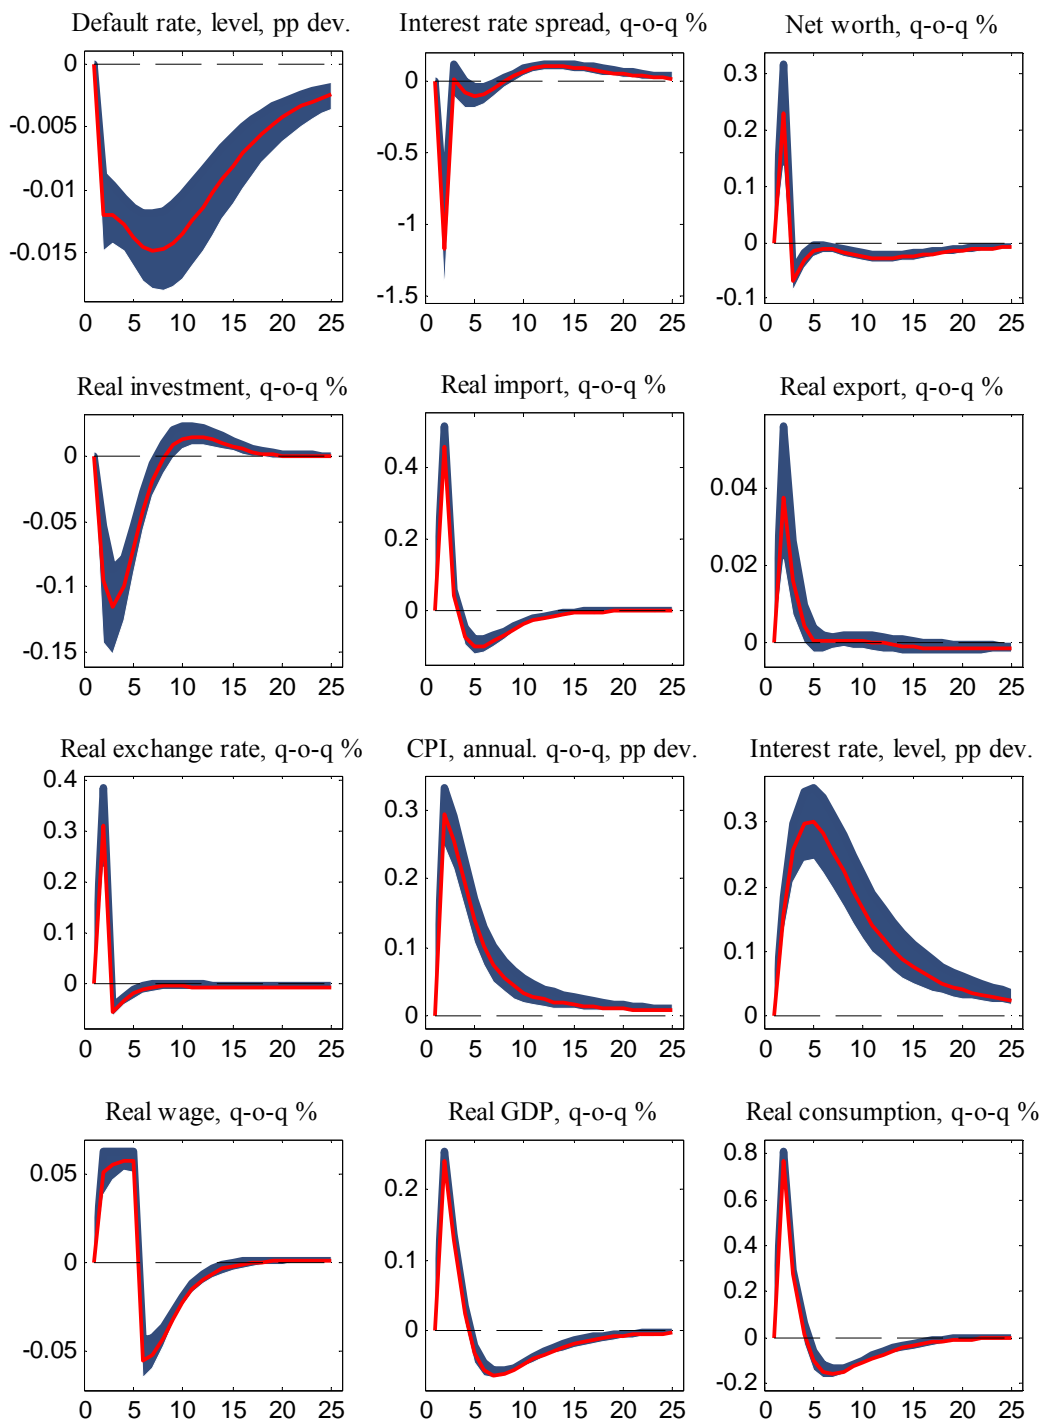 Default rate, level, pp dev.
Interest rate spread, q-o-q %
Net worth, q-o-q %
0
-0.005
-0.01
-0.015
0 5 10 15 20 25
0
-0.5
-1
-1.5
0 5 10 15 20 25
0.3
0.2
0.1
0
-0.1
0 5 10 15 20 25
Real investment, q-o-q %
Real import, q-o-q %
Real export, q-o-q %
0
-0.05
-0.1
-0.15
0 5 10 15 20 25
0.4
0.2
0
0 5 10 15 20 25
0.04
0.02
0
0 5 10 15 20 25
Real exchange rate, q-o-q %
CPI, annual. q-o-q, pp dev.
Interest rate, level, pp dev.
0.4
0.3
0.2
0.1
0
0 5 10 15 20 25
0.3
0.2
0.1
0
0 5 10 15 20 25
0.3
0.2
0.1
0
0 5 10 15 20 25
Real wage, q-o-q %
Real GDP, q-o-q %
Real consumption, q-o-q %
0.05
0
-0.05
0 5 10 15 20 25
0.2
0.1
0
0 5 10 15 20 25
0.8
0.6
0.4
0.2
0
-0.2
0 5 10 15 20 25